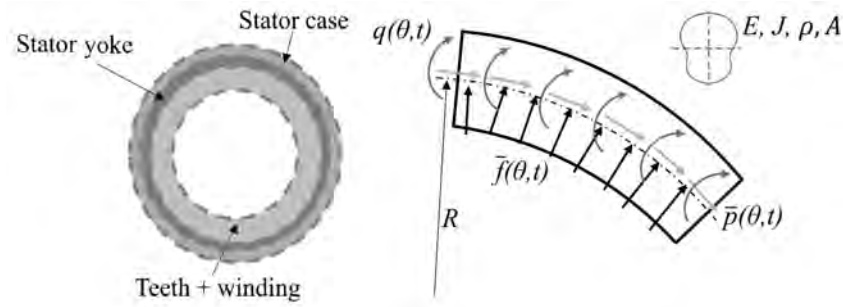 Stator case
Stator yoke
Teeth + winding
q(θ,t)
E, J, ρ, A
f̄(θ,t)
p̄(θ,t)
R